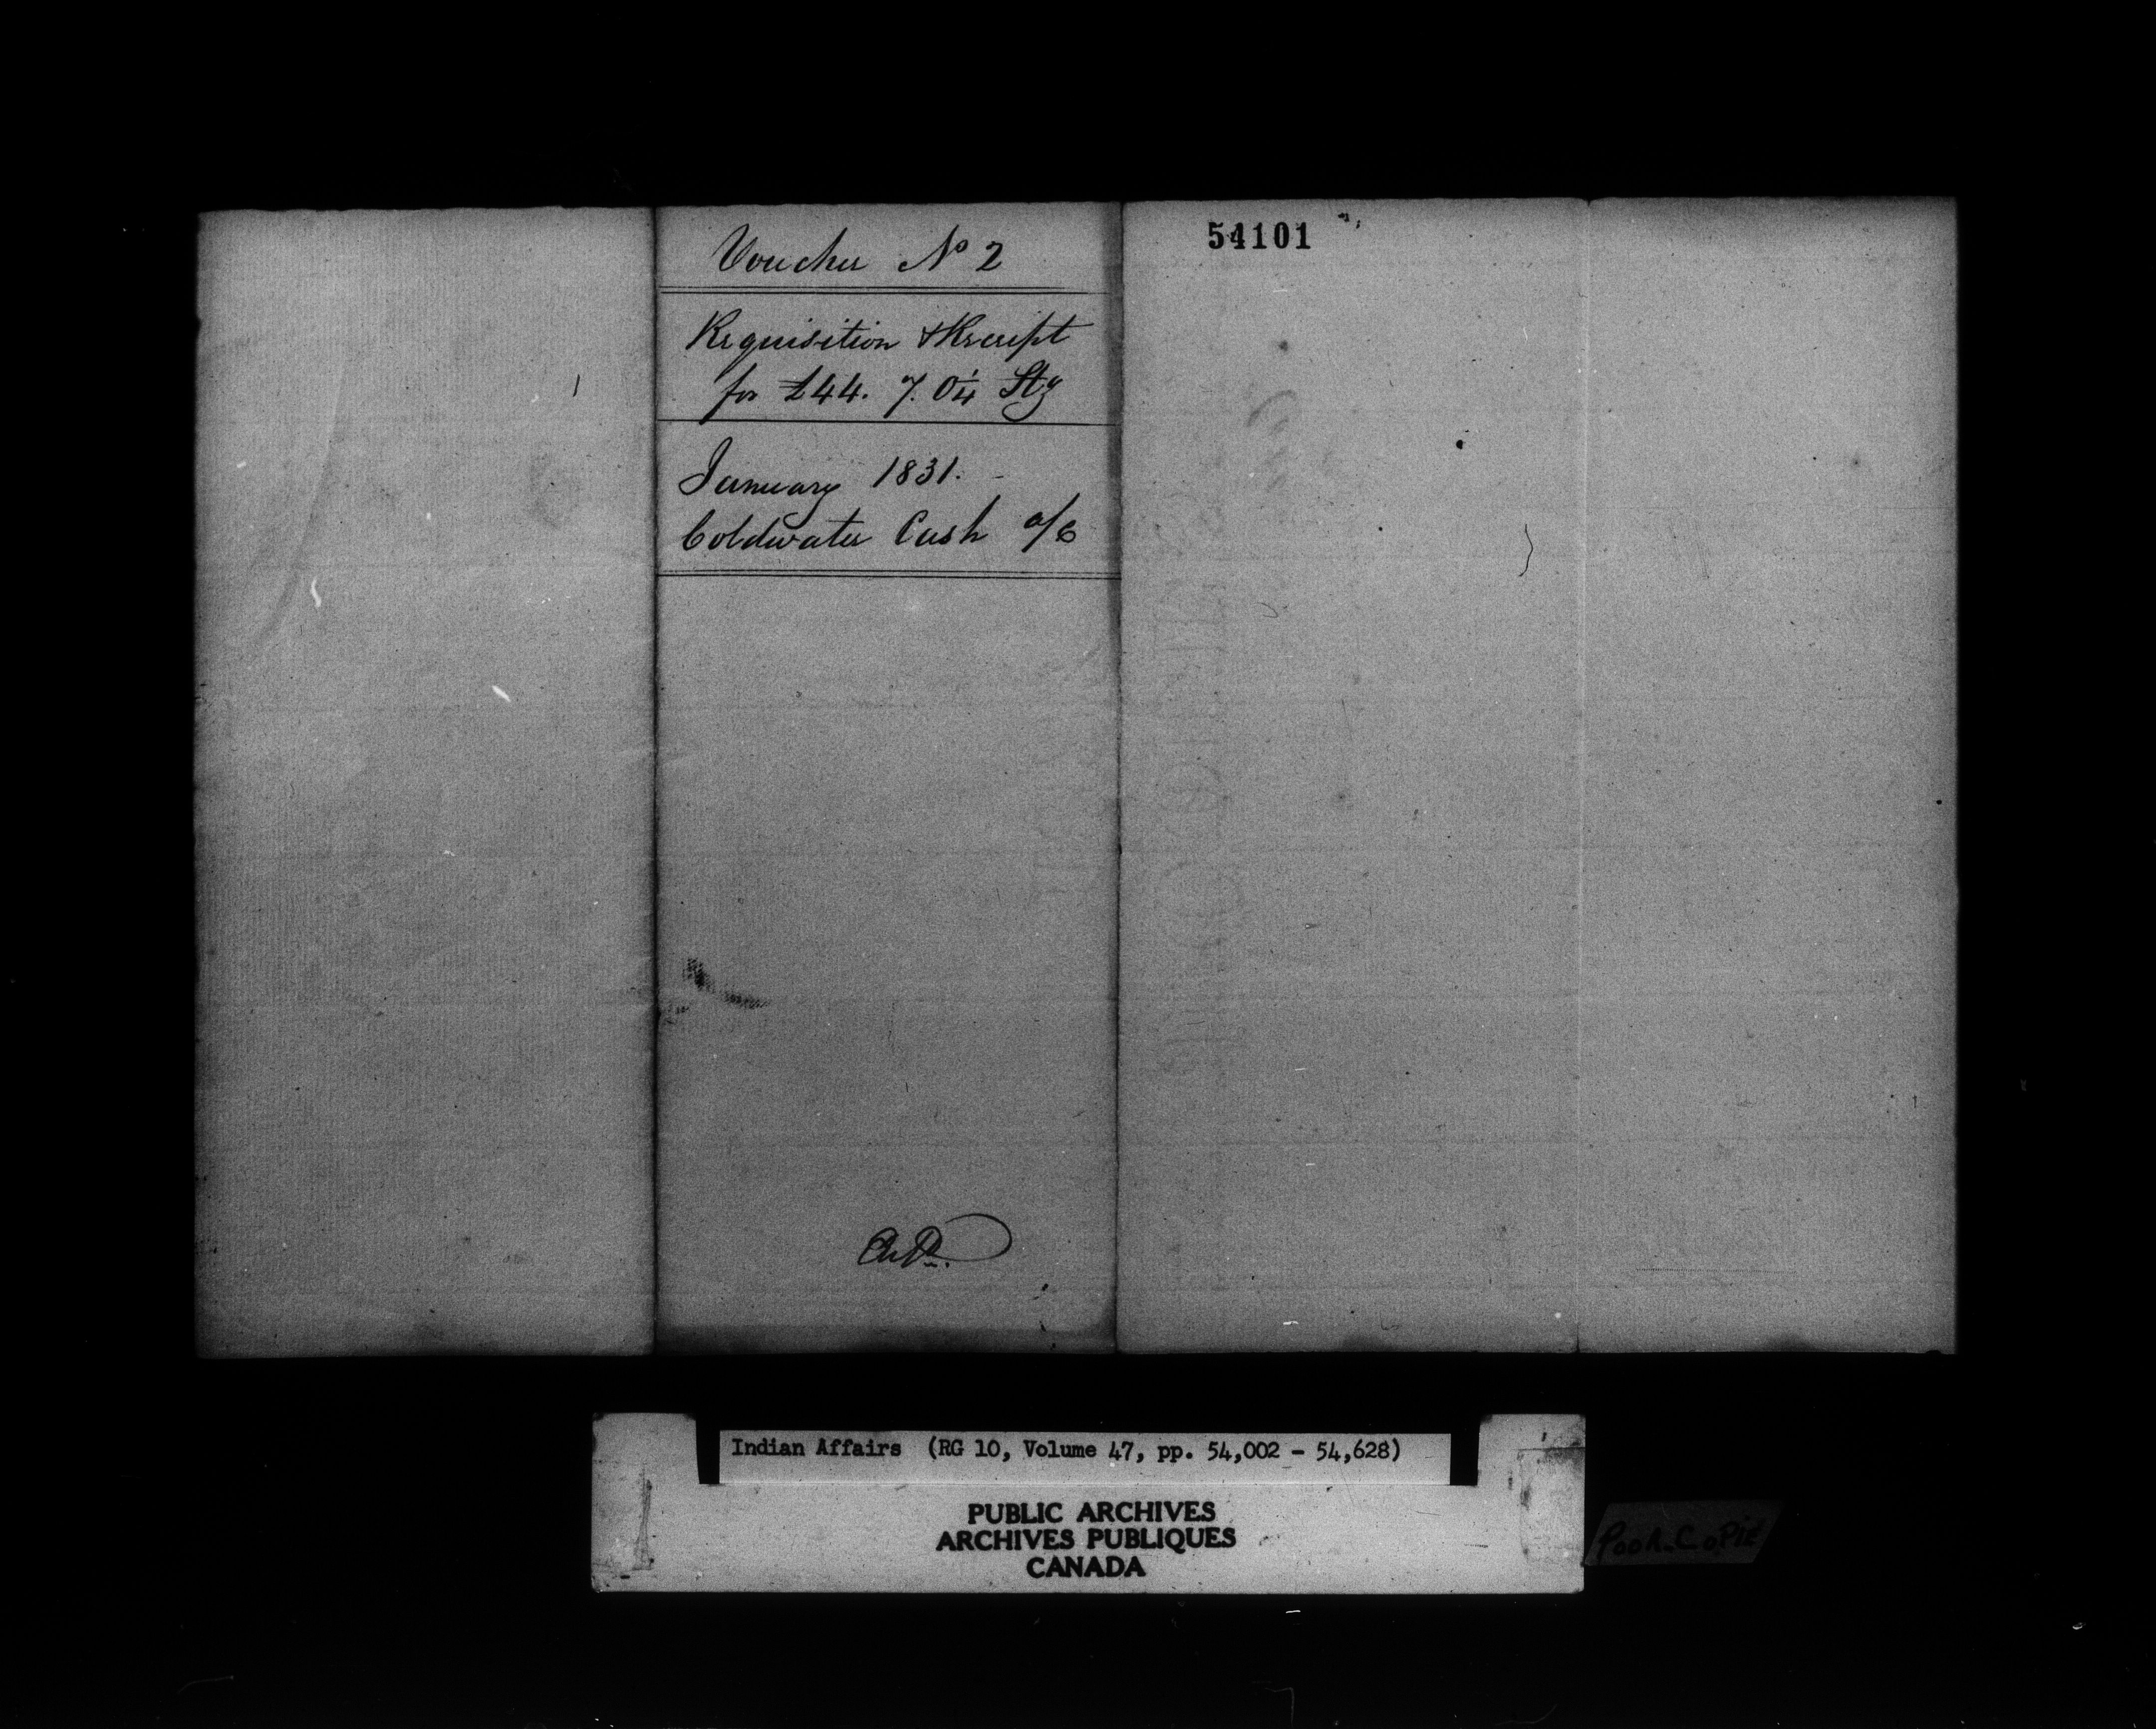 Voucher No 2
Requisition & Receipt
for £44. 7. 0¼ Stg
January 1831.
Coldwater Cash a/c
54101
Indian Affairs (RG 10, Volume 47, pp. 54,002 - 54,628)
PUBLIC ARCHIVES
ARCHIVES PUBLIQUES
CANADA
Poor Copie